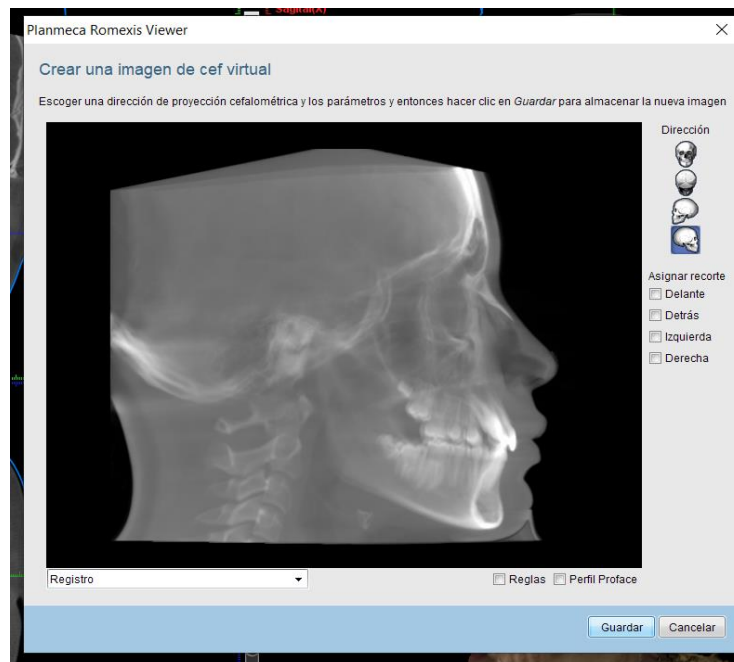 Sagital(X)
Planmeca Romexis Viewer
Crear una imagen de cef virtual
Escoger una dirección de proyección cefalométrica y los parámetros y entonces hacer clic en Guardar para almacenar la nueva imagen
Dirección
Asignar recorte
Delante
Detrás
Izquierda
Derecha
Registro
Reglas
Perfil Proface
Guardar
Cancelar